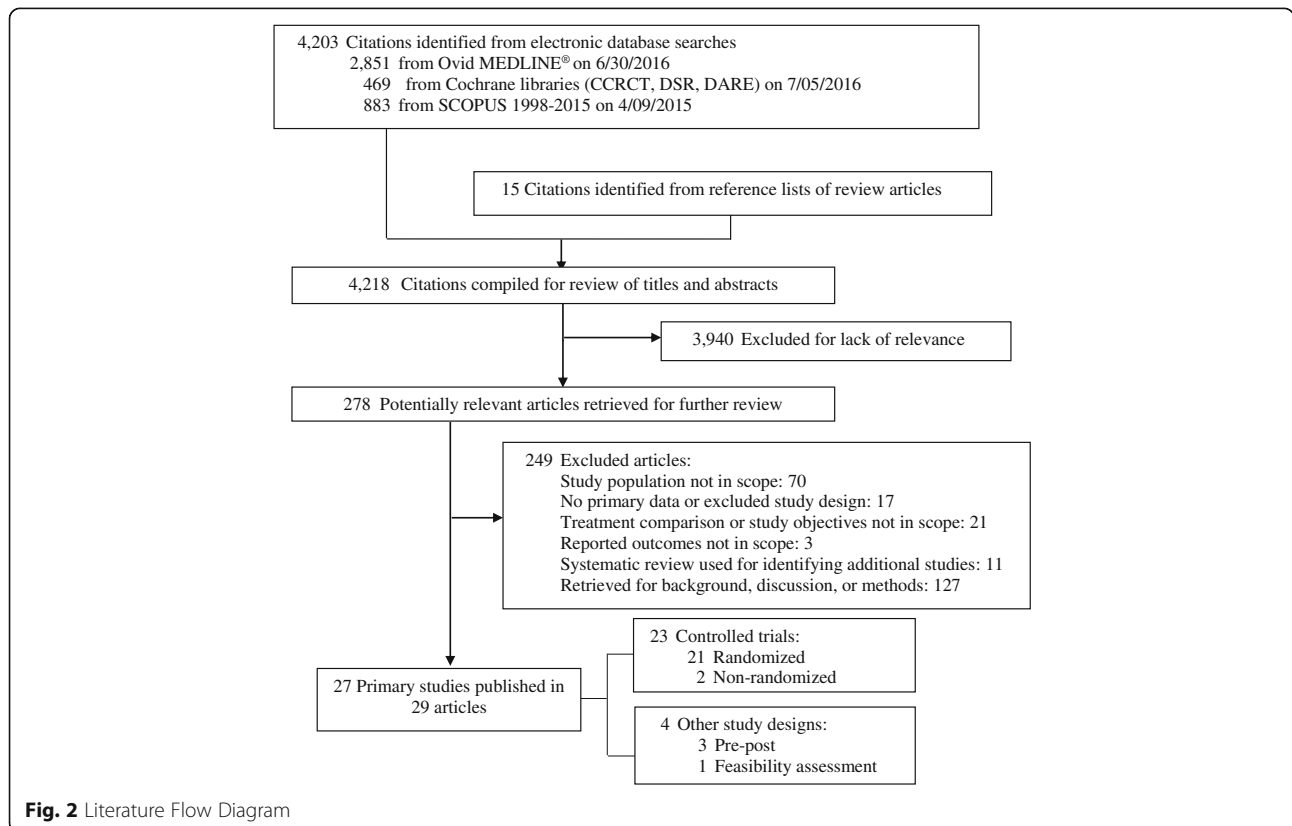 4,203 Citations identified from electronic database searches
2,851 from Ovid MEDLINE® on 6/30/2016
469 from Cochrane libraries (CCRCT, DSR, DARE) on 7/05/2016
883 from SCOPUS 1998-2015 on 4/09/2015
15 Citations identified from reference lists of review articles
4,218 Citations compiled for review of titles and abstracts
3,940 Excluded for lack of relevance
278 Potentially relevant articles retrieved for further review
249 Excluded articles:
Study population not in scope: 70
No primary data or excluded study design: 17
Treatment comparison or study objectives not in scope: 21
Reported outcomes not in scope: 3
Systematic review used for identifying additional studies: 11
Retrieved for background, discussion, or methods: 127
23 Controlled trials:
21 Randomized
2 Non-randomized
27 Primary studies published in
29 articles
4 Other study designs:
3 Pre-post
1 Feasibility assessment
Fig. 2 Literature Flow Diagram